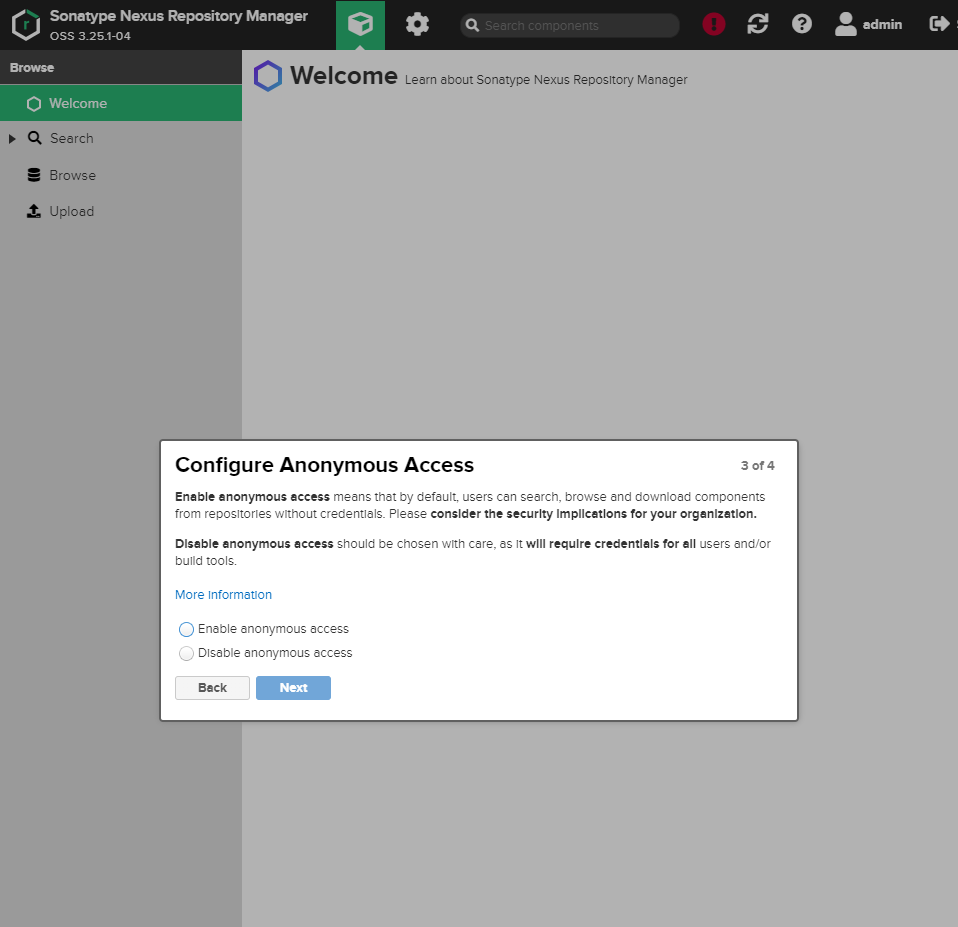 Sonatype Nexus Repository Manager
OSS 3.25.1-04
Search components
admin
Browse
Welcome
Search
Browse
Upload
Welcome Learn about Sonatype Nexus Repository Manager
Configure Anonymous Access
3 of 4
Enable anonymous access means that by default, users can search, browse and download components
from repositories without credentials. Please consider the security implications for your organization.
Disable anonymous access should be chosen with care, as it will require credentials for all users and/or
build tools.
More information
Enable anonymous access
Disable anonymous access
Back
Next